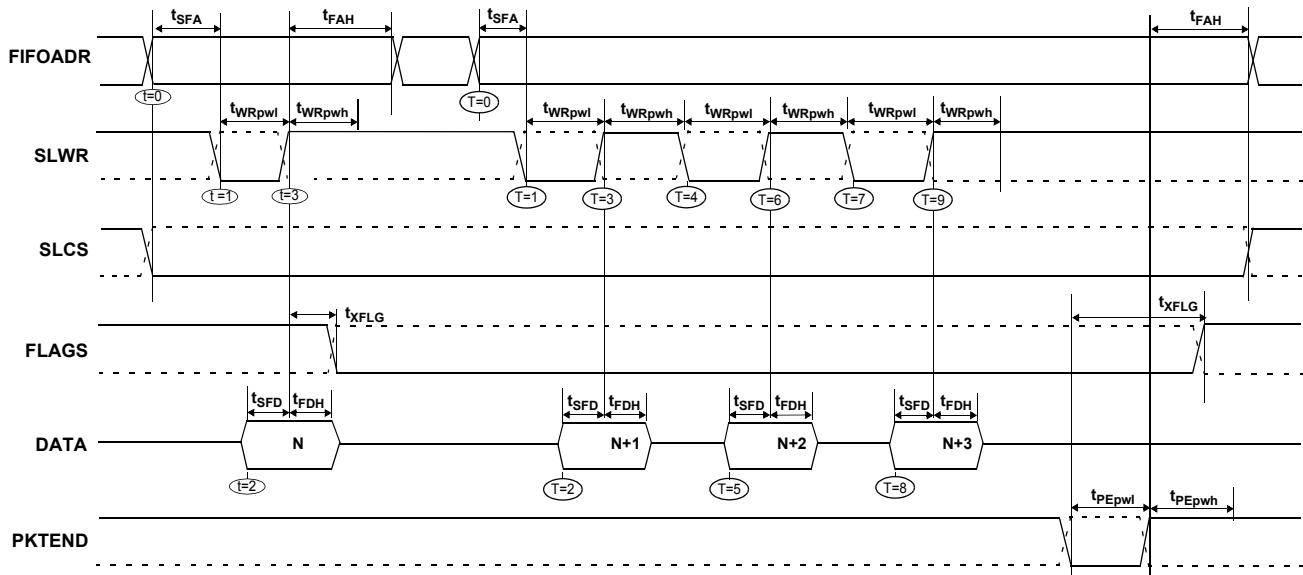 tSFA tFAH tSFA tFAH
FIFOADR
t=0 T=0
tWRpwl tWRpwh tWRpwl tWRpwh tWRpwl tWRpwh tWRpwl tWRpwh
SLWR
t=1 t=3 T=1 T=3 T=4 T=6 T=7 T=9
SLCS
tXFLG tXFLG
FLAGS
tSFD tFDH tSFD tFDH tSFD tFDH tSFD tFDH
DATA N N+1 N+2 N+3
t=2 T=2 T=5 T=8
tPEpwl tPEpwh
PKTEND